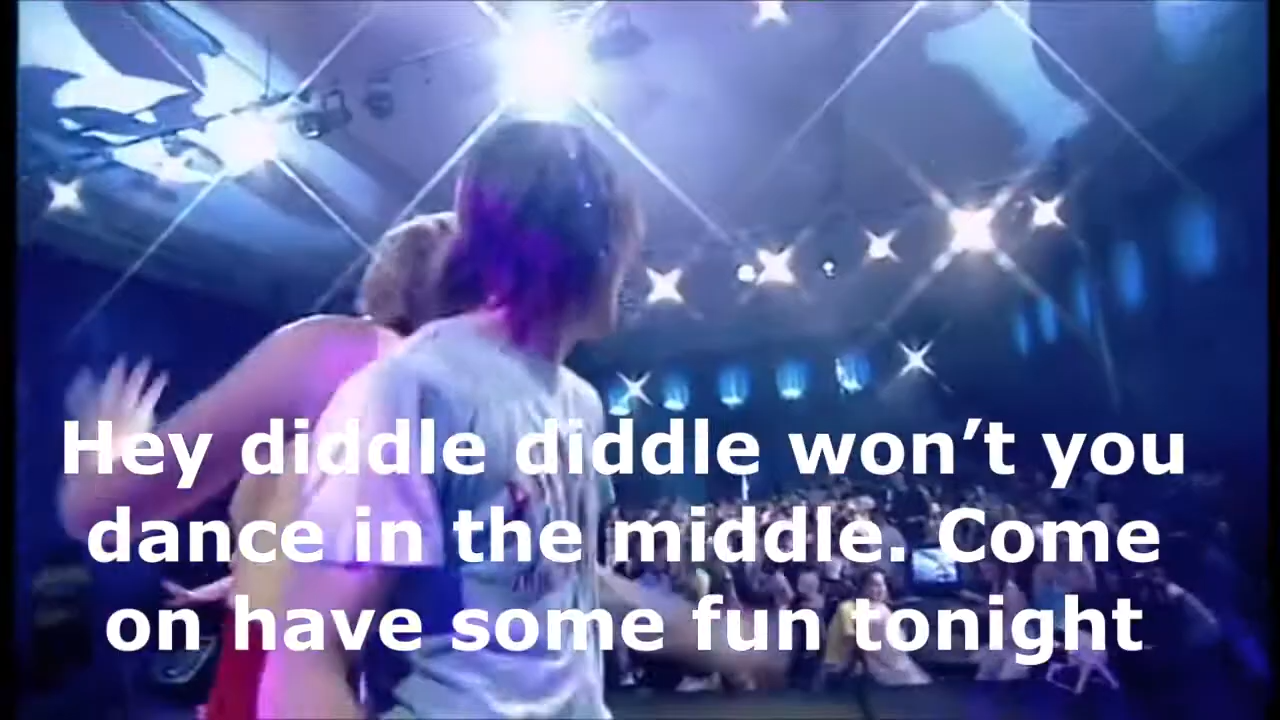 Hey diddle diddle won’t you
dance in the middle. Come
on have some fun tonight